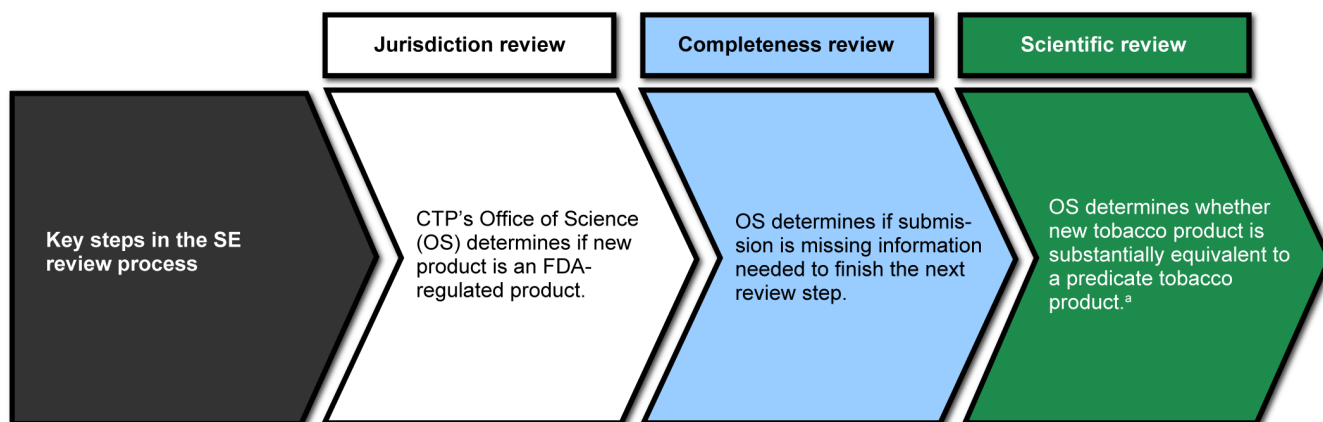 Jurisdiction review
Completeness review
Scientific review
Key steps in the SE
review process
CTP’s Office of Science
(OS) determines if new
product is an FDA-
regulated product.
OS determines if submis-
sion is missing information
needed to finish the next
review step.
OS determines whether
new tobacco product is
substantially equivalent to
a predicate tobacco
product.ᵃ